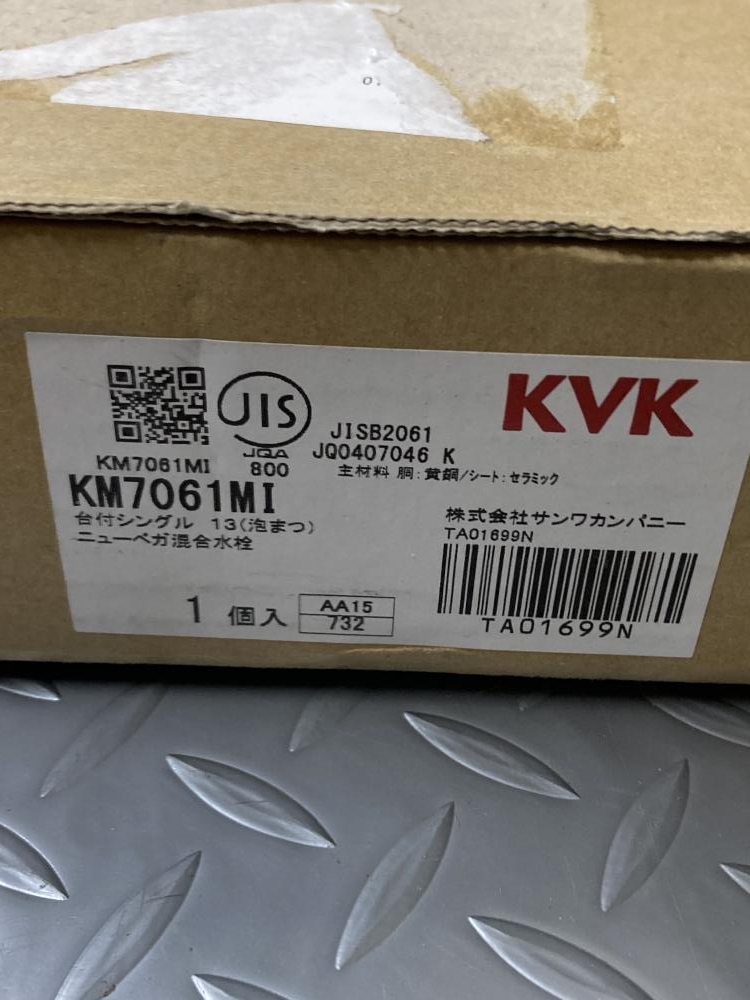 0.
KVK
JIS
JQA
800
JISB2061
JQ0407046 K
主材料 胴:黄銅/シート:セラミック
KM7061MI
KM7061MI
台付シングル 13(泡まつ)
ニューベガ混合水栓
株式会社サンワカンパニー
TA01699N
TA01699N
1 個入
AA15
732